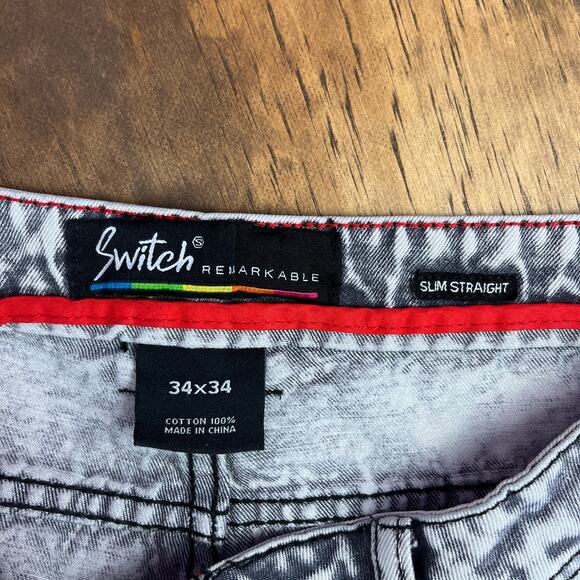 Switch Ⓢ REMARKABLE
SLIM STRAIGHT
34x34
COTTON 100%
MADE IN CHINA